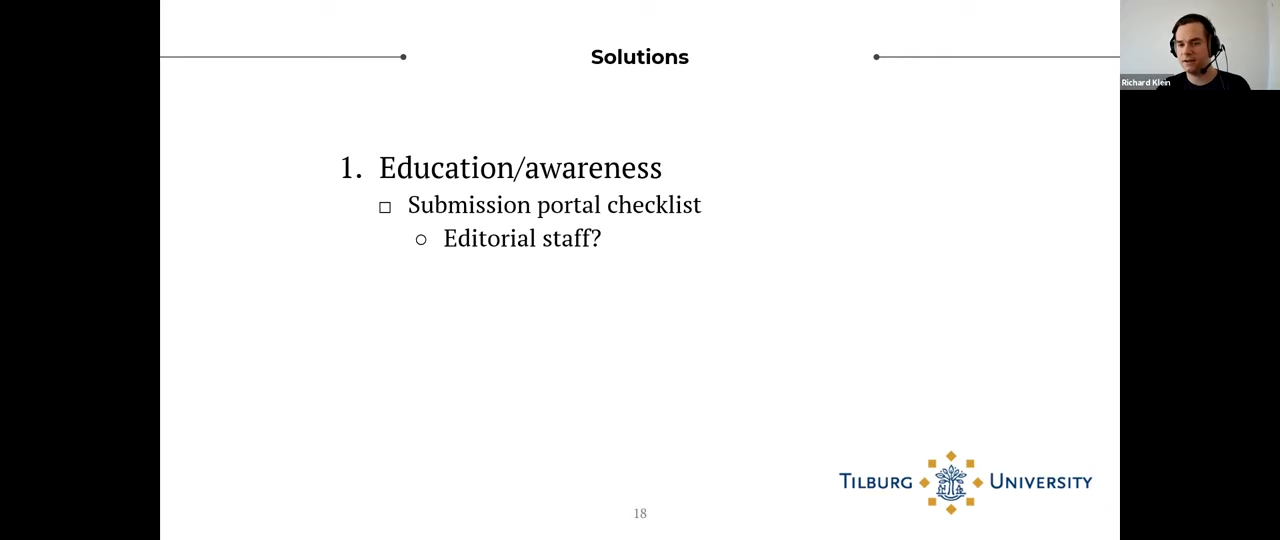 Solutions
Richard Klein
1. Education/awareness
Submission portal checklist
Editorial staff?
TILBURG UNIVERSITY
18